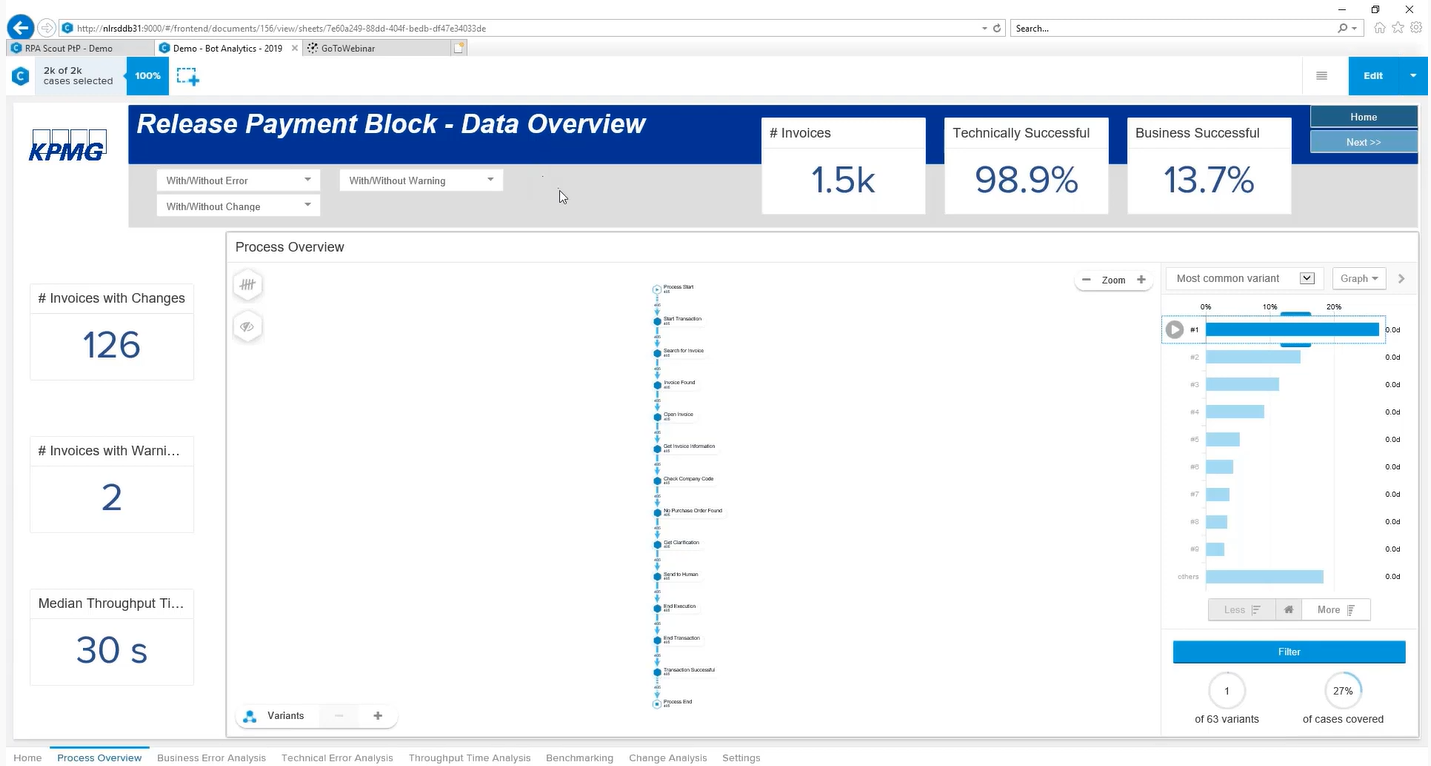 http://nlrsddb31:9000/#/frontend/documents/156/view/sheets/7e60a249-88dd-404f-bedb-df47e34033de
Search...
RPA Scout PtP - Demo
Demo - Bot Analytics - 2019
GoToWebinar
2k of 2k
cases selected
100%
Edit
KPMG
Release Payment Block - Data Overview
# Invoices
1.5k
Technically Successful
98.9%
Business Successful
13.7%
Home
Next >>
With/Without Error
With/Without Warning
With/Without Change
# Invoices with Changes
126
# Invoices with Warni...
2
Median Throughput Ti...
30 s
Process Overview
Process Start
Start Transaction
Search for Invoice
Invoice Found
Open Invoice
Get Invoice Information
Check Company Code
No Purchase Order Found
Get Clarification
Send to Human
End Execution
End Transaction
Transaction Successful
Process End
Variants
Zoom
Most common variant
Graph
0% 10% 20%
#1 0.0d
#2 0.0d
#3 0.0d
#4 0.0d
#5 0.0d
#6 0.0d
#7 0.0d
#8 0.0d
#9 0.0d
others 0.0d
Less
More
Filter
1
of 63 variants
27%
of cases covered
Home Process Overview Business Error Analysis Technical Error Analysis Throughput Time Analysis Benchmarking Change Analysis Settings